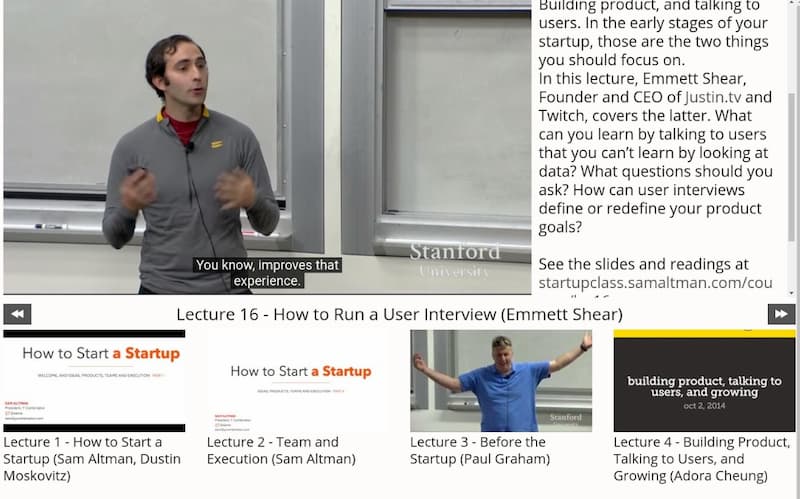 Building product, and talking to
users. In the early stages of your
startup, those are the two things
you should focus on.
In this lecture, Emmett Shear,
Founder and CEO of Justin.tv and
Twitch, covers the latter. What
can you learn by talking to users
that you can't learn by looking at
data? What questions should you
ask? How can user interviews
define or redefine your product
goals?
See the slides and readings at
startupclass.samaltman.com/cou
You know, improves that
experience.
Stanford
University
Lecture 16 - How to Run a User Interview (Emmett Shear)
How to Start a Startup
WELCOME, AND IDEAS, PRODUCTS, TEAMS AND EXECUTION PART I
SAM ALTMAN
Lecture 1 - How to Start a
Startup (Sam Altman, Dustin
Moskovitz)
How to Start a Startup
IDEAS, PRODUCTS, TEAMS AND EXECUTION PART II
SAM ALTMAN
Lecture 2 - Team and
Execution (Sam Altman)
Stanford
Lecture 3 - Before the
Startup (Paul Graham)
building product, talking to
users, and growing
oct 2, 2014
Lecture 4 - Building Product,
Talking to Users, and
Growing (Adora Cheung)